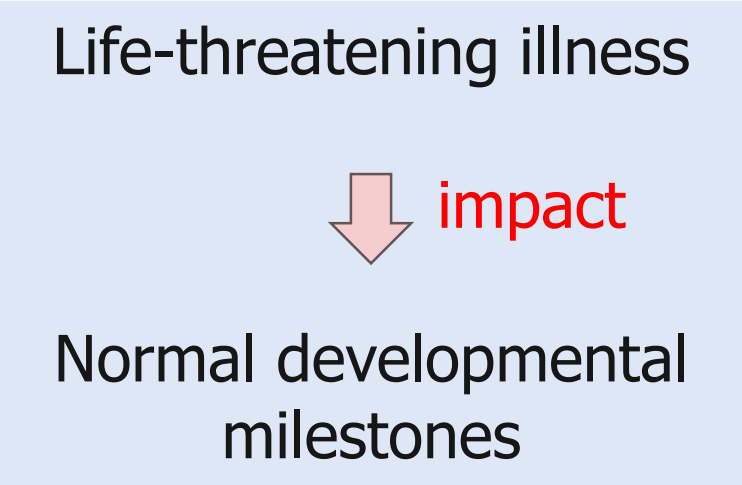 Life-threatening illness
impact
Normal developmental
milestones